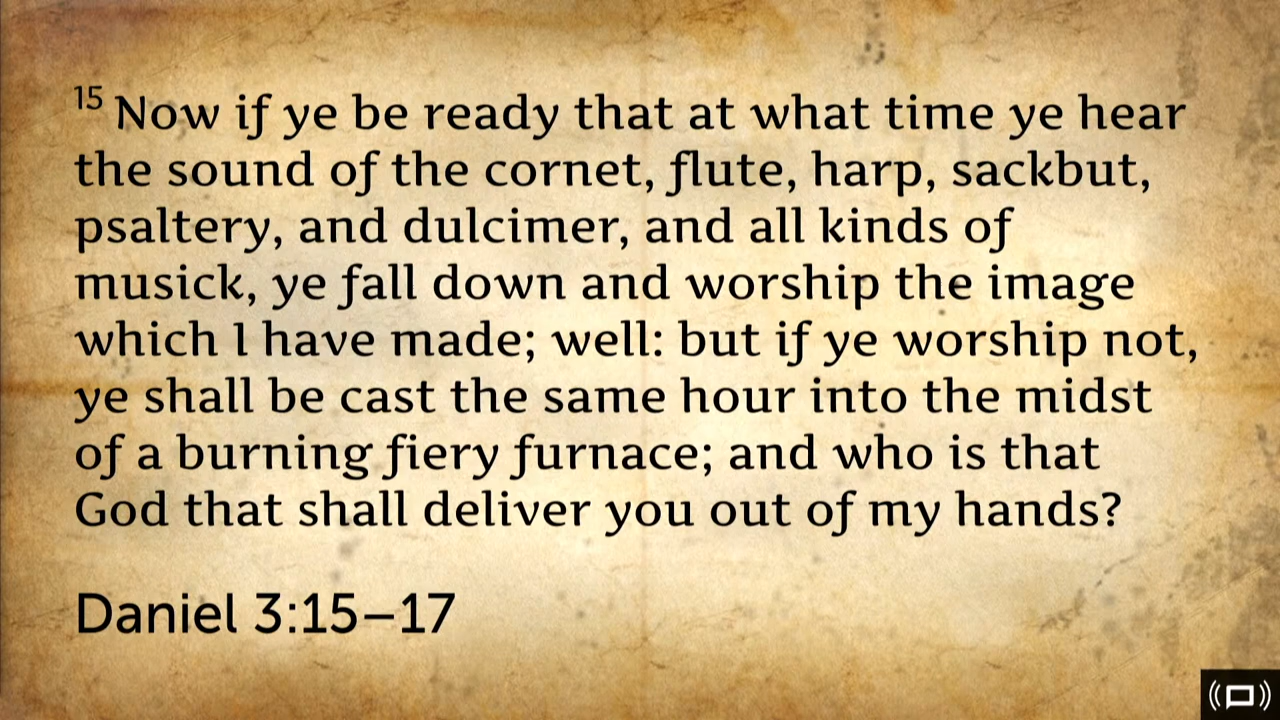 15 Now if ye be ready that at what time ye hear
the sound of the cornet, flute, harp, sackbut,
psaltery, and dulcimer, and all kinds of
musick, ye fall down and worship the image
which I have made; well: but if ye worship not,
ye shall be cast the same hour into the midst
of a burning fiery furnace; and who is that
God that shall deliver you out of my hands?
Daniel 3:15–17